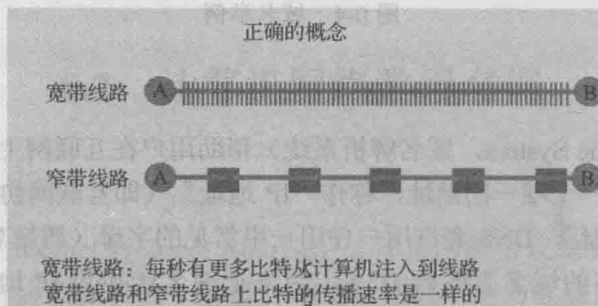 正确的概念
宽带线路 A B
窄带线路 A B
宽带线路：每秒有更多比特从计算机注入到线路
宽带线路和窄带线路上比特的传播速率是一样的